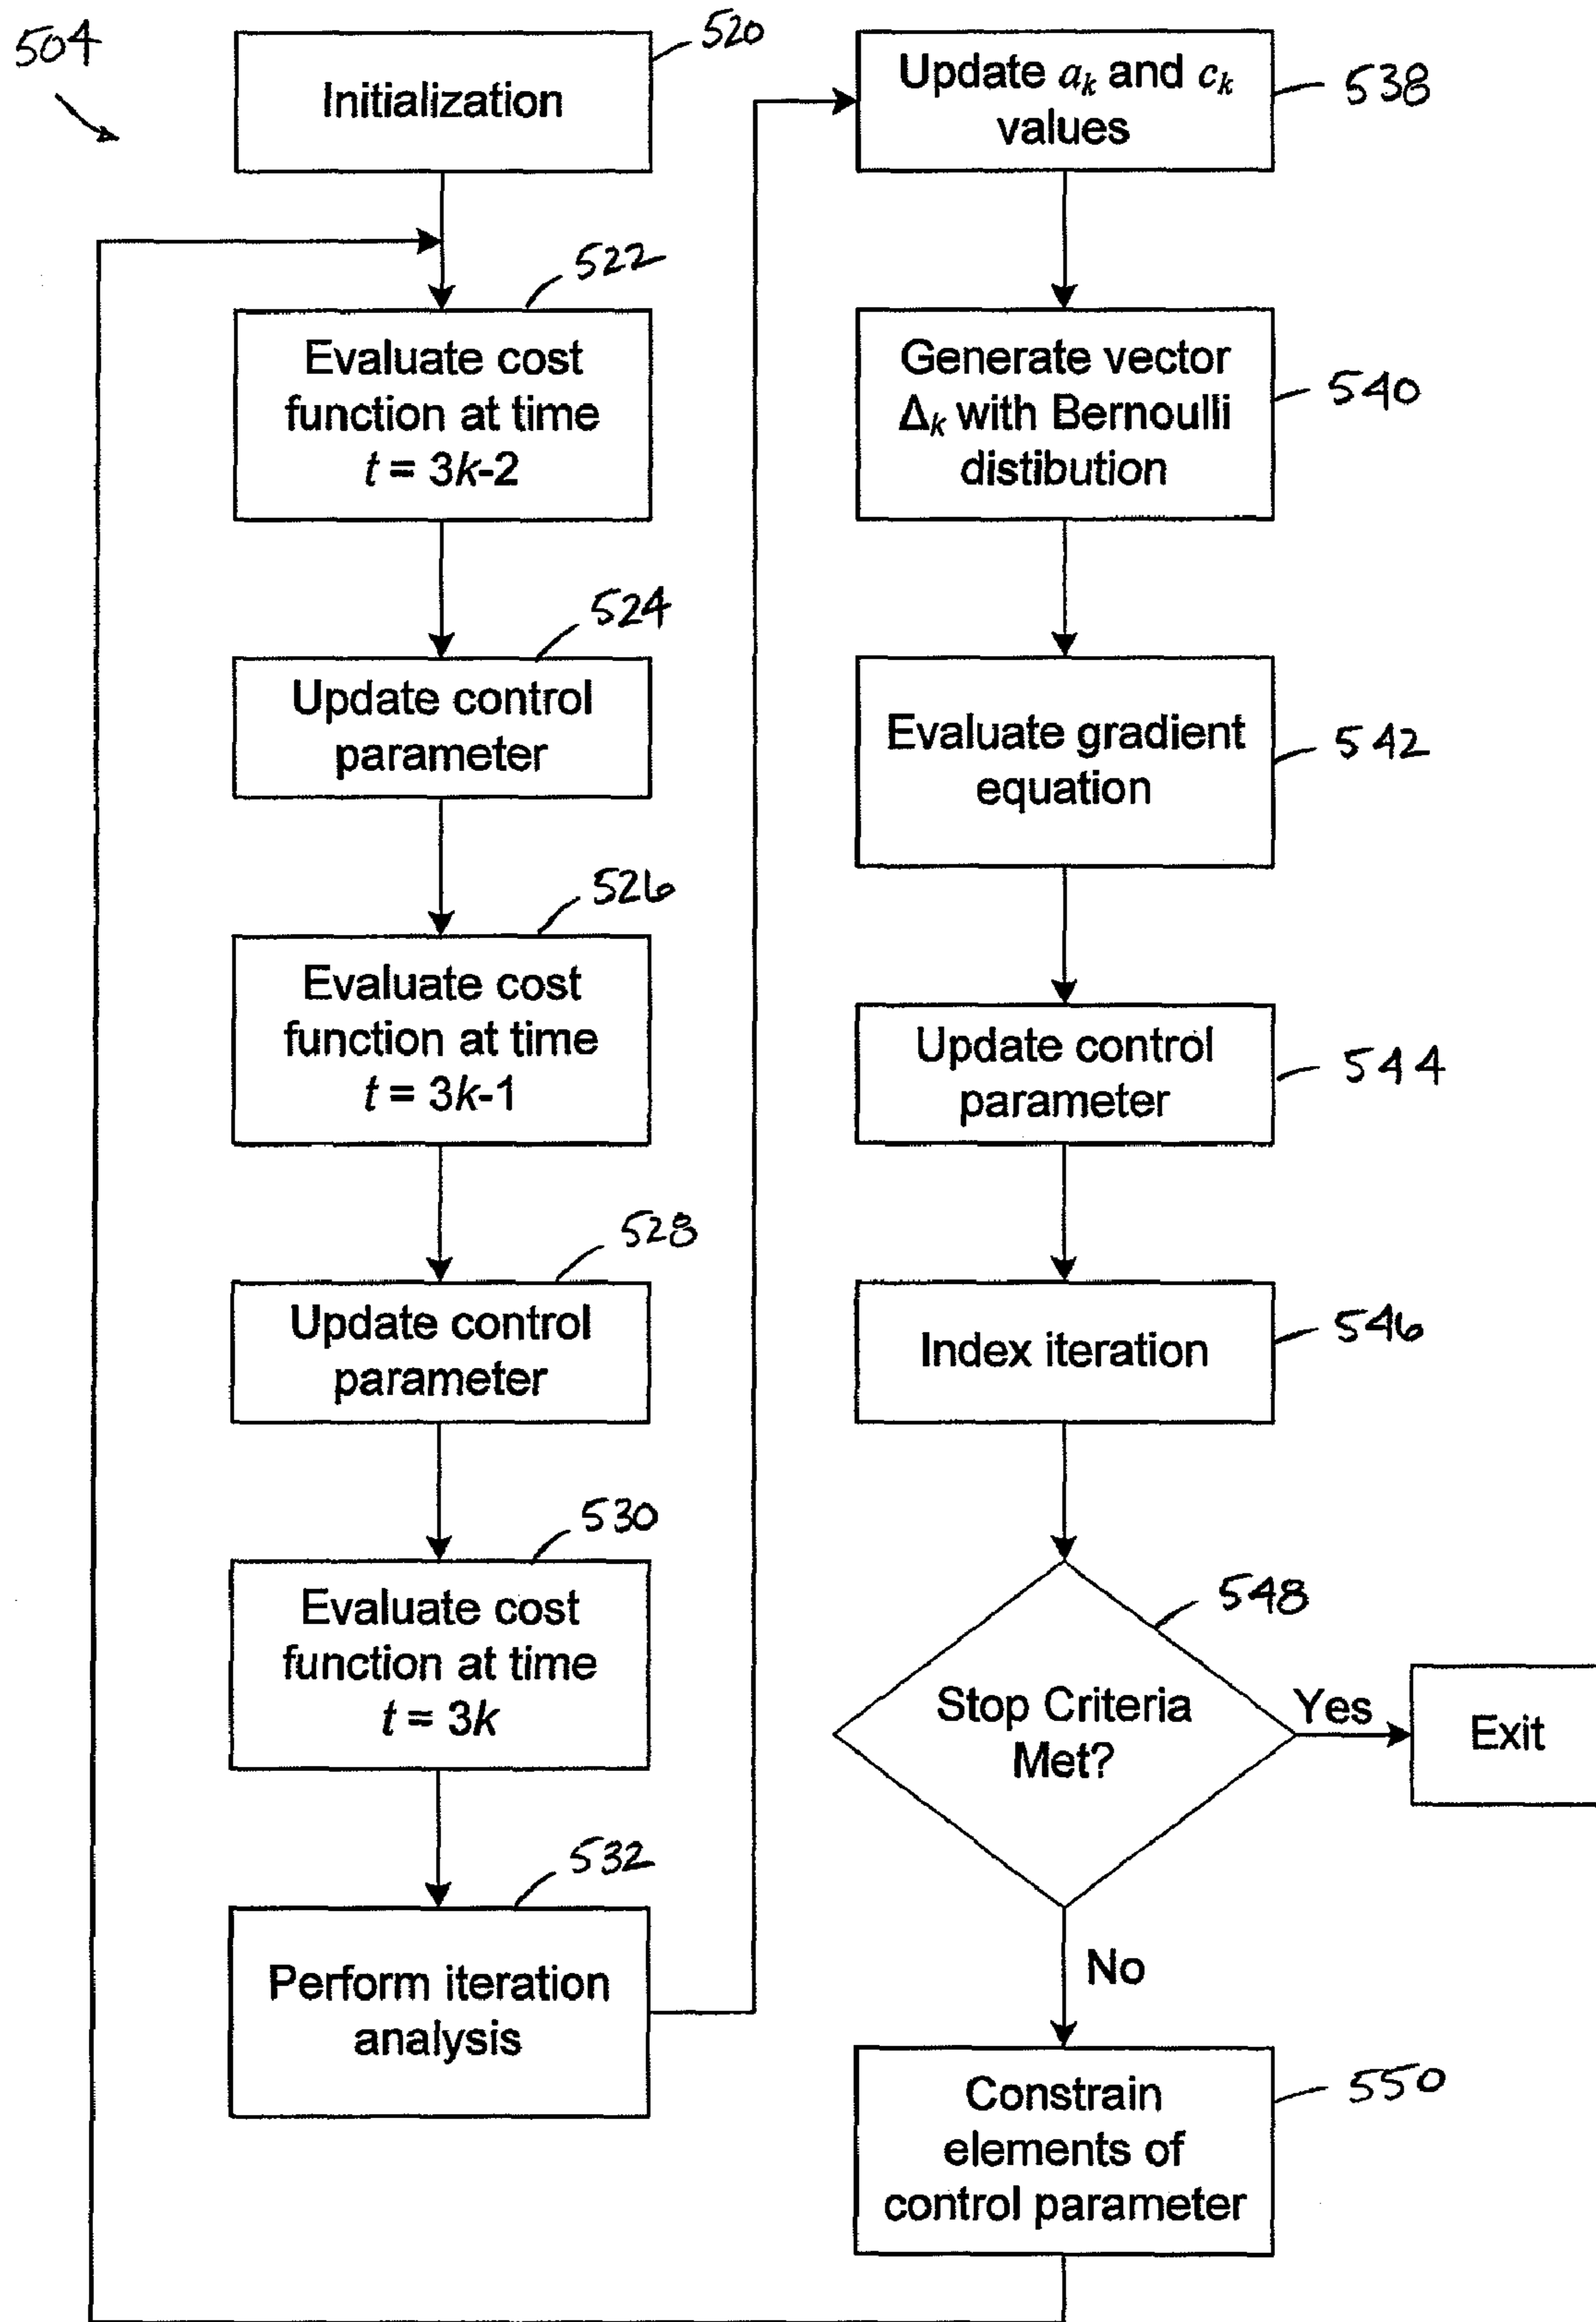 504
520
Initialization
522
Evaluate cost
function at time
t = 3k-2
524
Update control
parameter
526
Evaluate cost
function at time
t = 3k-1
528
Update control
parameter
530
Evaluate cost
function at time
t = 3k
532
Perform iteration
analysis
Update aₖ and cₖ
values
538
Generate vector
Δₖ with Bernoulli
distibution
540
Evaluate gradient
equation
542
Update control
parameter
544
Index iteration
546
548
Stop Criteria
Met?
Yes
Exit
No
Constrain
elements of
control parameter
550